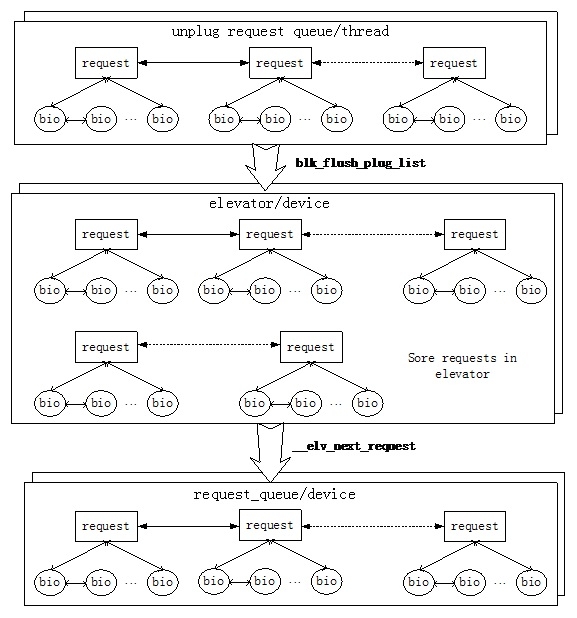 unplug request queue/thread
request request request
bio bio ... bio bio bio ... bio bio bio ... bio
blk_flush_plug_list
elevator/device
request request request
bio bio ... bio bio bio ... bio bio bio ... bio
request request
Sore requests in
elevator
bio bio ... bio bio bio ... bio
__elv_next_request
request_queue/device
request request request
bio bio ... bio bio bio ... bio bio bio ... bio